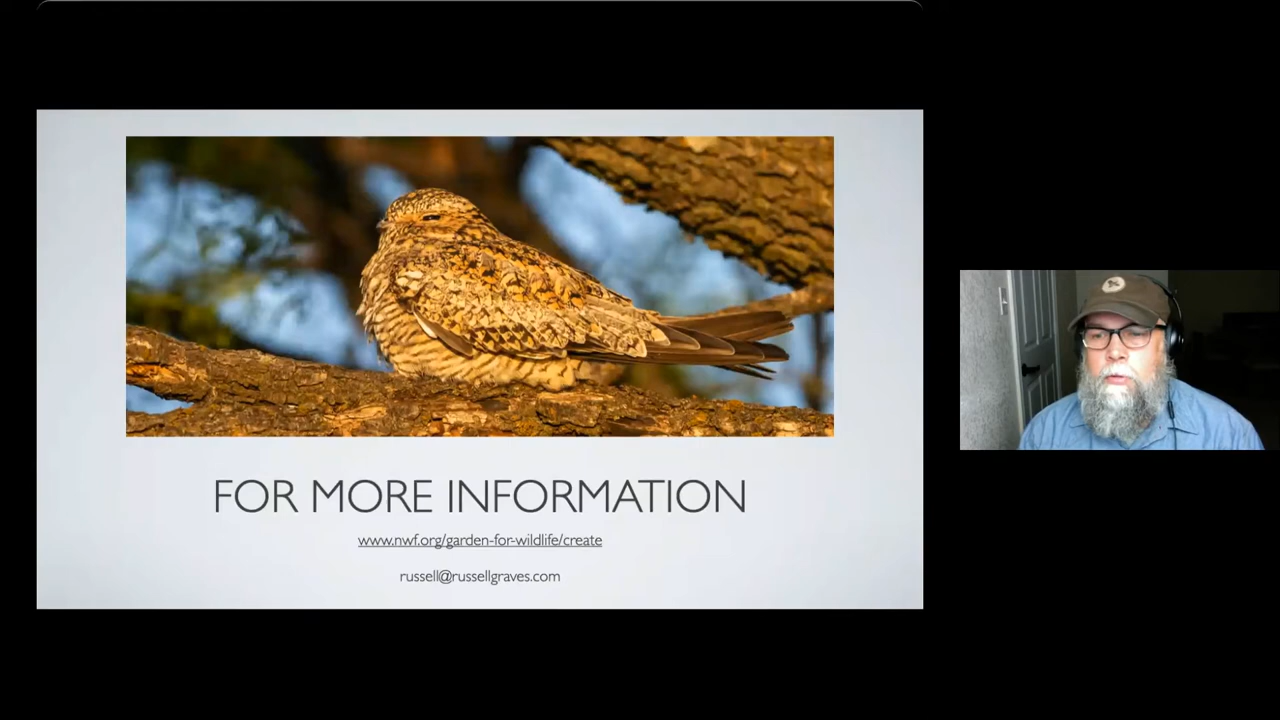 FOR MORE INFORMATION
www.nwf.org/garden-for-wildlife/create
russell@russellgraves.com